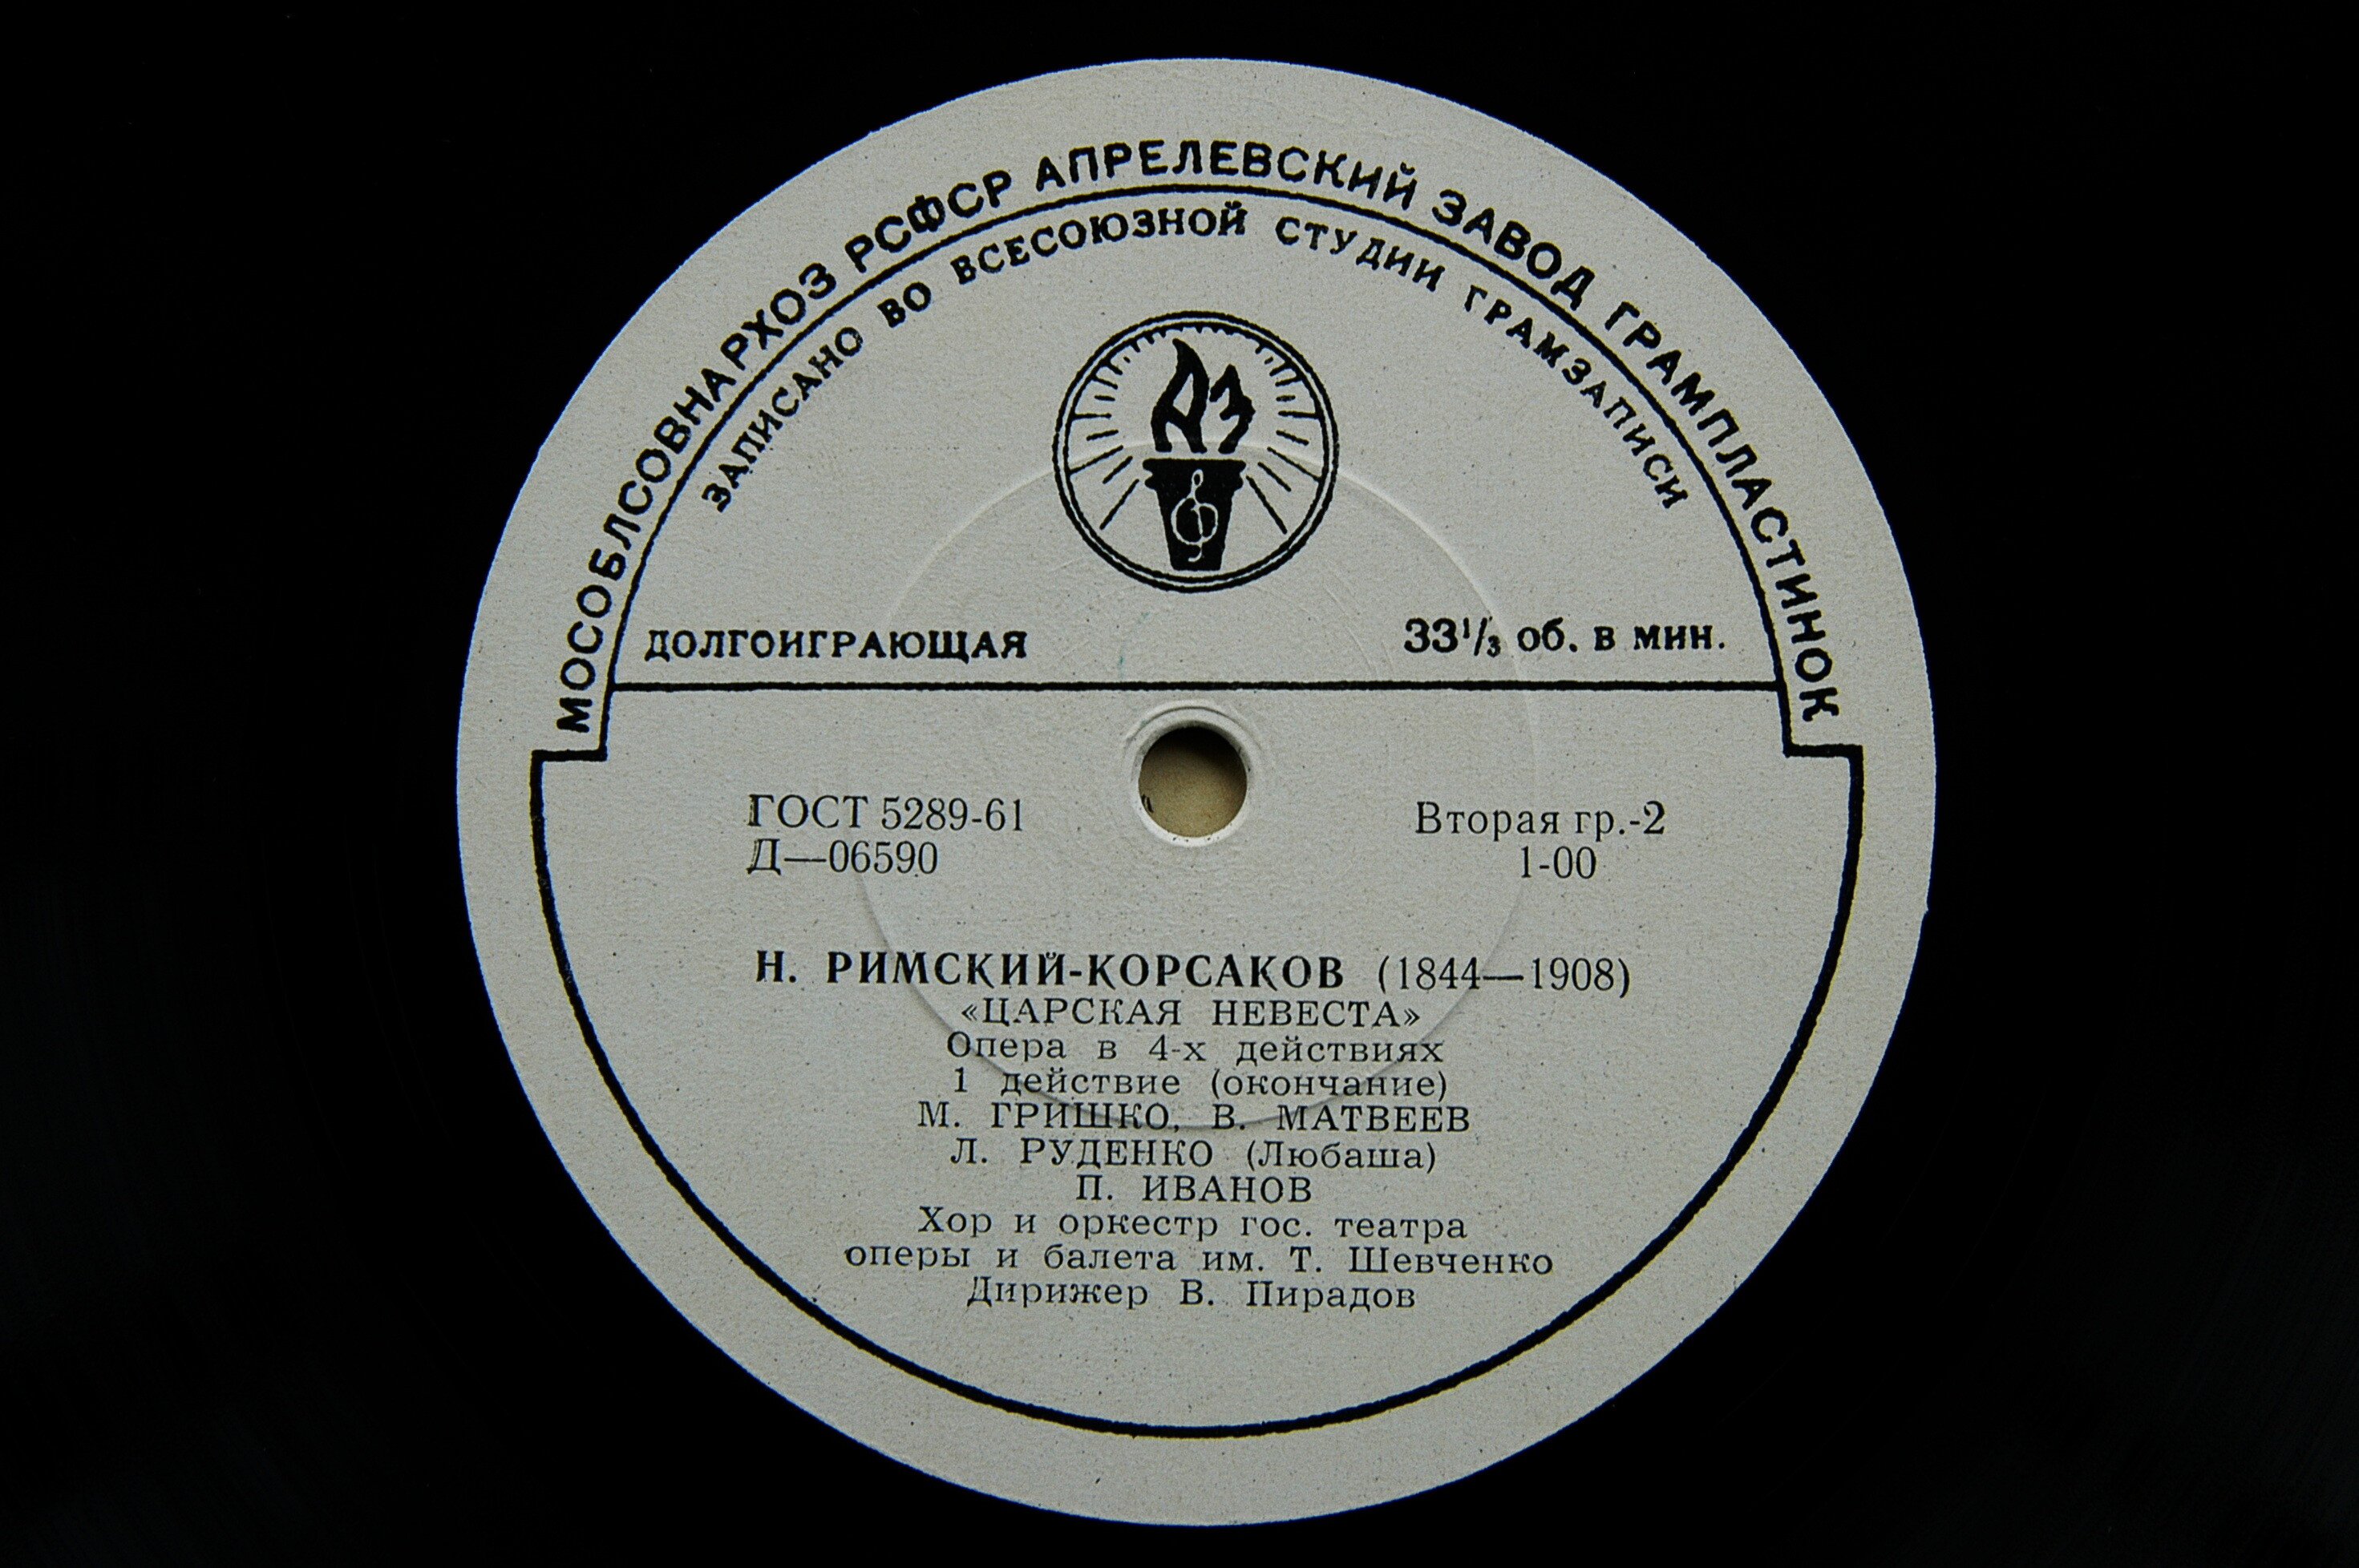 МОСОБЛСОВНАРХОЗ РСФСР АПРЕЛЕВСКИЙ ЗАВОД ГРАМПЛАСТИНОК
ЗАПИСАНО ВО ВСЕСОЮЗНОЙ СТУДИИ ГРАМЗАПИСИ
АЗ
ДОЛГОИГРАЮЩАЯ 33⅓ об. в мин.
ГОСТ 5289-61 Вторая гр.-2
Д—06590 1-00
Н. РИМСКИЙ-КОРСАКОВ (1844—1908)
«ЦАРСКАЯ НЕВЕСТА»
Опера в 4-х действиях
1 действие (окончание)
М. ГРИШКО, В. МАТВЕЕВ
Л. РУДЕНКО (Любаша)
П. ИВАНОВ
Хор и оркестр гос. театра
оперы и балета им. Т. Шевченко
Дирижер В. Пирадов